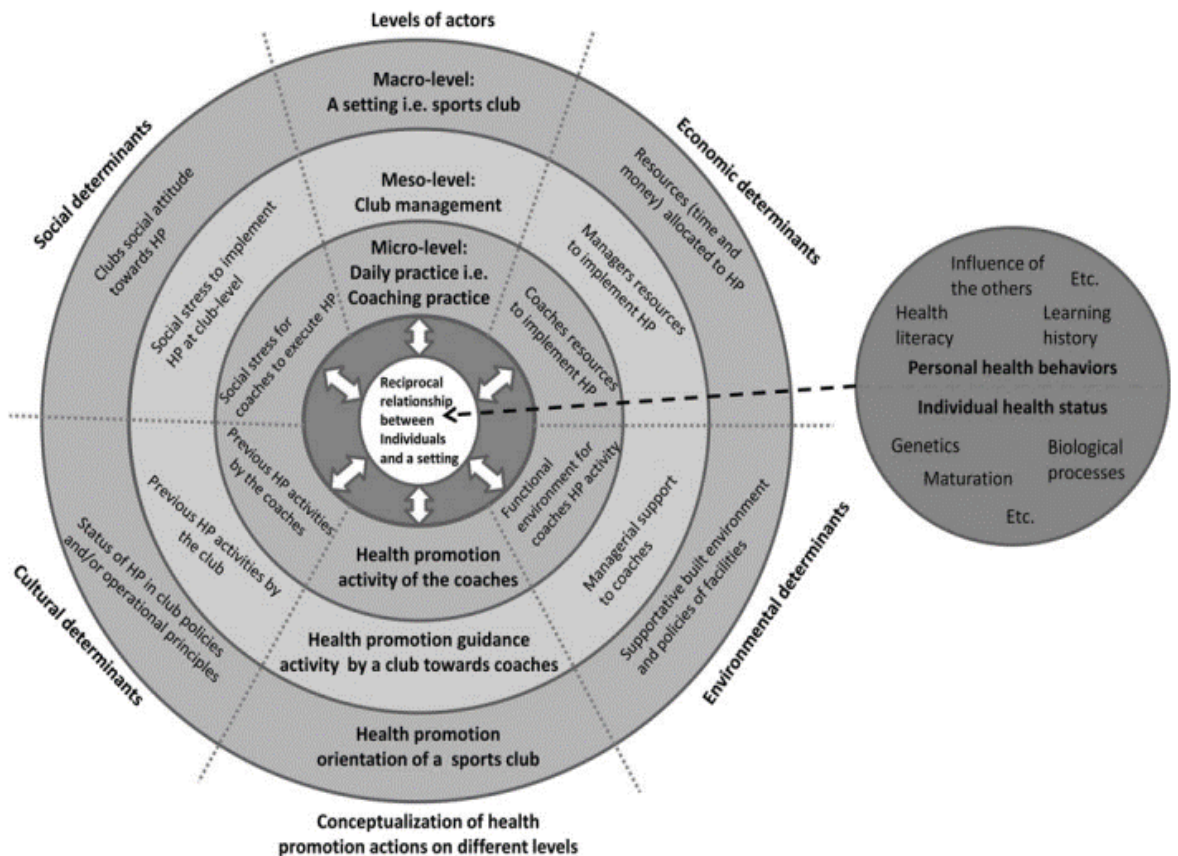 Levels of actors
Macro-level:
A setting i.e. sports club
Meso-level:
Club management
Micro-level:
Daily practice i.e.
Coaching practice
Social determinants
Clubs social attitude
towards HP
Social stress to implement
HP at club-level
Social stress for
coaches to execute HP
Economic determinants
Resources (time and
money) allocated to HP
Managers resources
to implement HP
Coaches resources
to implement HP
Reciprocal
relationship
between
Individuals
and a setting
Cultural determinants
Status of HP in club policies
and/or operational principles
Previous HP activities by
the club
Previous HP activities
by the coaches
Environmental determinants
Supportative built environment
and policies of facilities
Managerial support
to coaches
Functional
environment for
coaches HP activity
Health promotion
activity of the coaches
Health promotion guidance
activity by a club towards coaches
Health promotion
orientation of a sports club
Conceptualization of health
promotion actions on different levels
Influence of
the others
Etc.
Health
literacy
Learning
history
Personal health behaviors
Individual health status
Genetics
Biological
processes
Maturation
Etc.